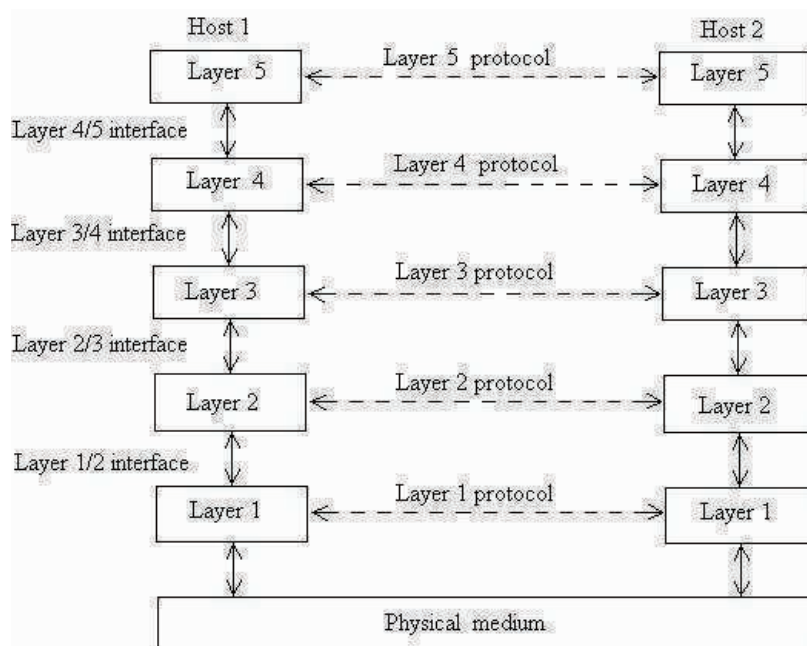 Host 1
Host 2
Layer 5
Layer 5 protocol
Layer 5
Layer 4/5 interface
Layer 4
Layer 4 protocol
Layer 4
Layer 3/4 interface
Layer 3
Layer 3 protocol
Layer 3
Layer 2/3 interface
Layer 2
Layer 2 protocol
Layer 2
Layer 1/2 interface
Layer 1
Layer 1 protocol
Layer 1
Physical medium